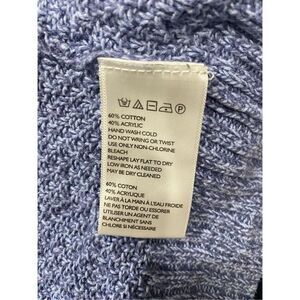 60% COTTON
40% ACRYLIC
HAND WASH COLD
DO NOT WRING OR TWIST
USE ONLY NON-CHLORINE
BLEACH
RESHAPE LAY FLAT TO DRY
LOW IRON AS NEEDED
MAY BE DRY CLEANED
60% COTON
40% ACRYLIQUE
LAVER À LA MAIN À L'EAU FROIDE
NE PAS TORDE OU ESSORER
UTILISER UN AGENT DE
BLANCHIMENT SANS
CHLORE SI NÉCESSAIRE